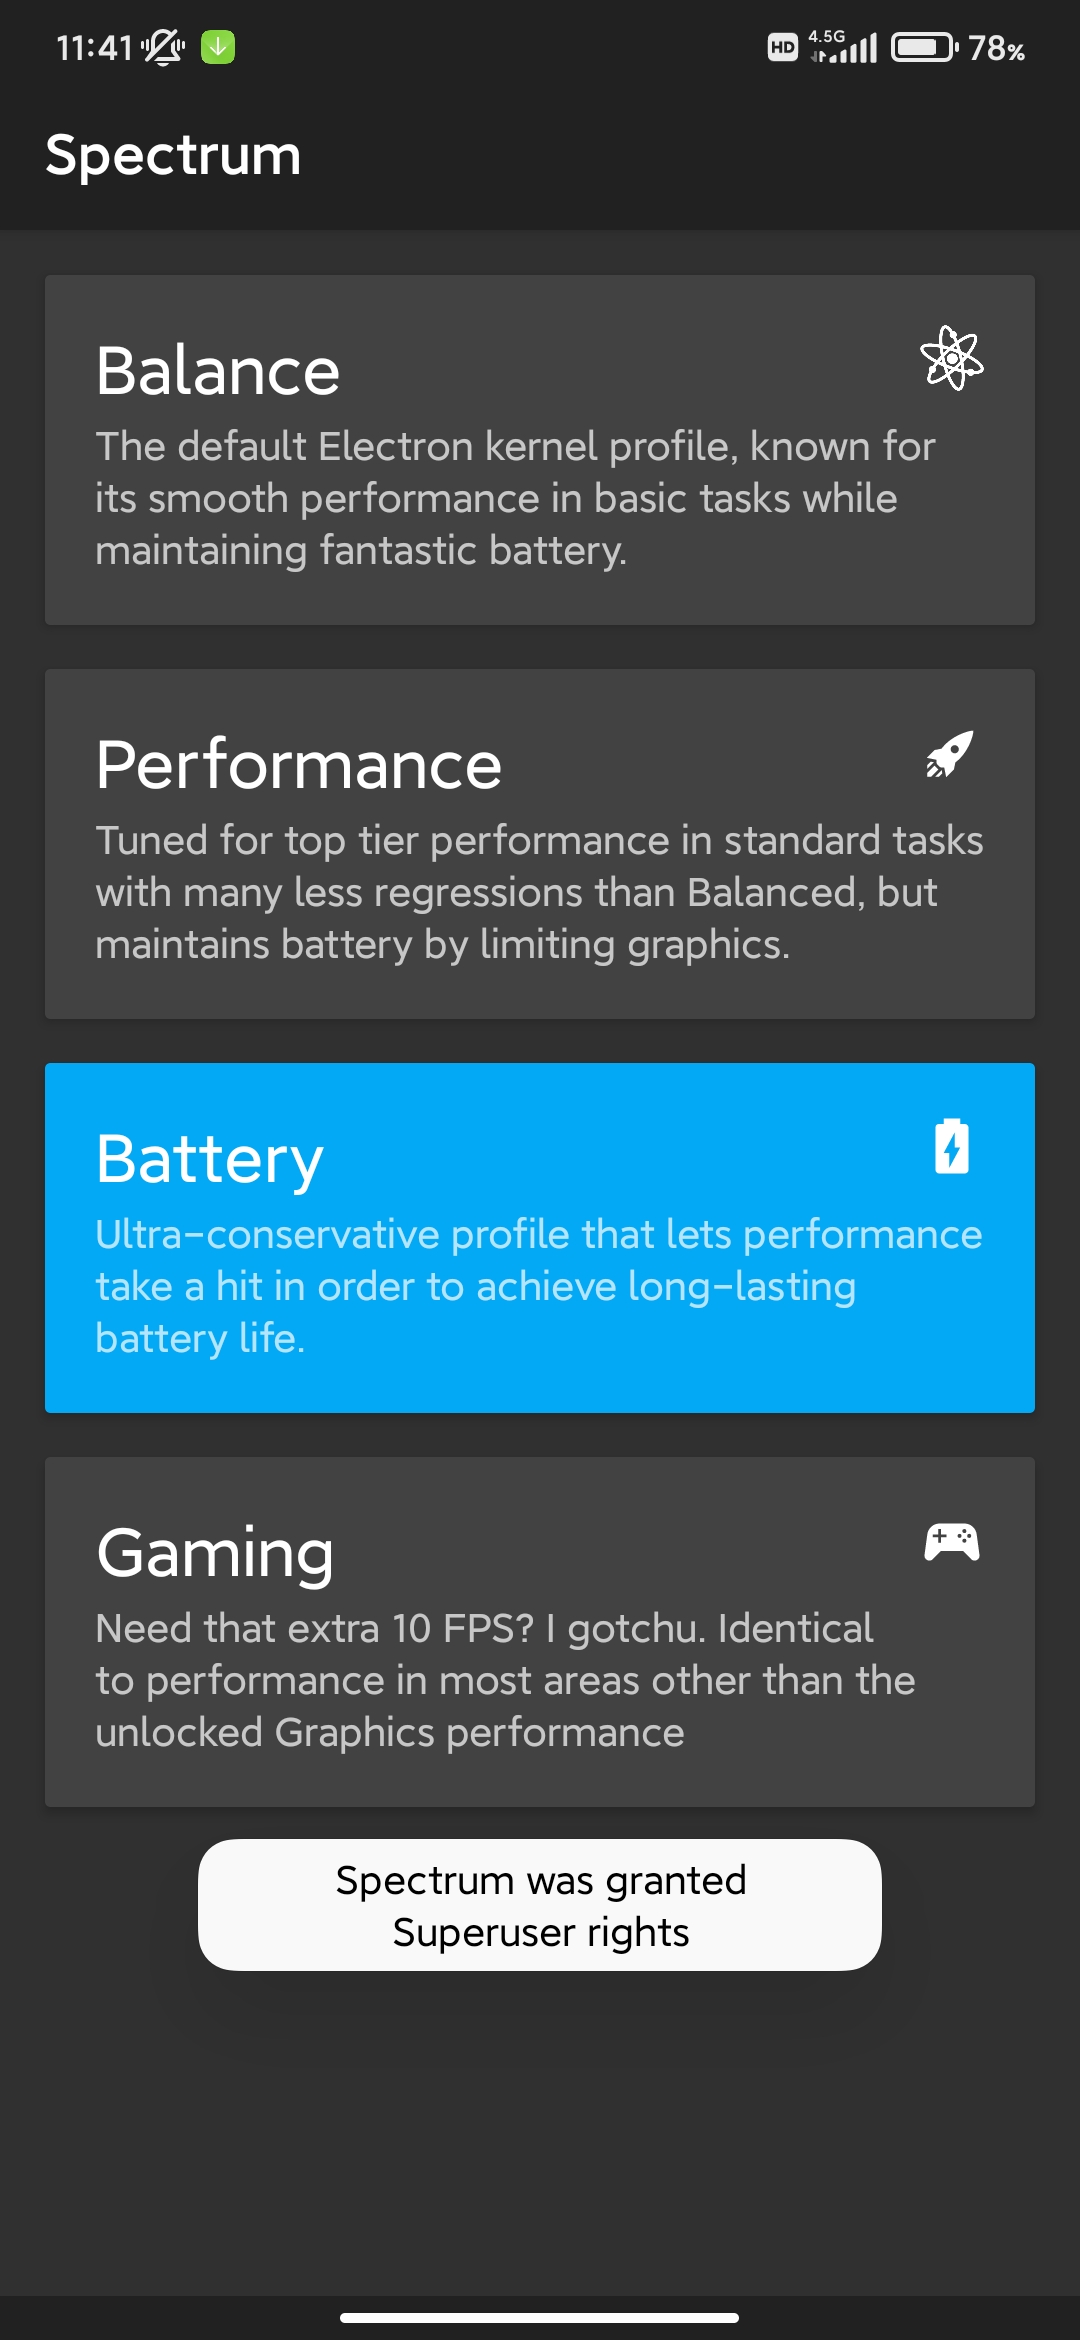 11:41 HD 4.5G 78%
Spectrum
Balance
The default Electron kernel profile, known for
its smooth performance in basic tasks while
maintaining fantastic battery.
Performance
Tuned for top tier performance in standard tasks
with many less regressions than Balanced, but
maintains battery by limiting graphics.
Battery
Ultra-conservative profile that lets performance
take a hit in order to achieve long-lasting
battery life.
Gaming
Need that extra 10 FPS? I gotchu. Identical
to performance in most areas other than the
unlocked Graphics performance
Spectrum was granted
Superuser rights